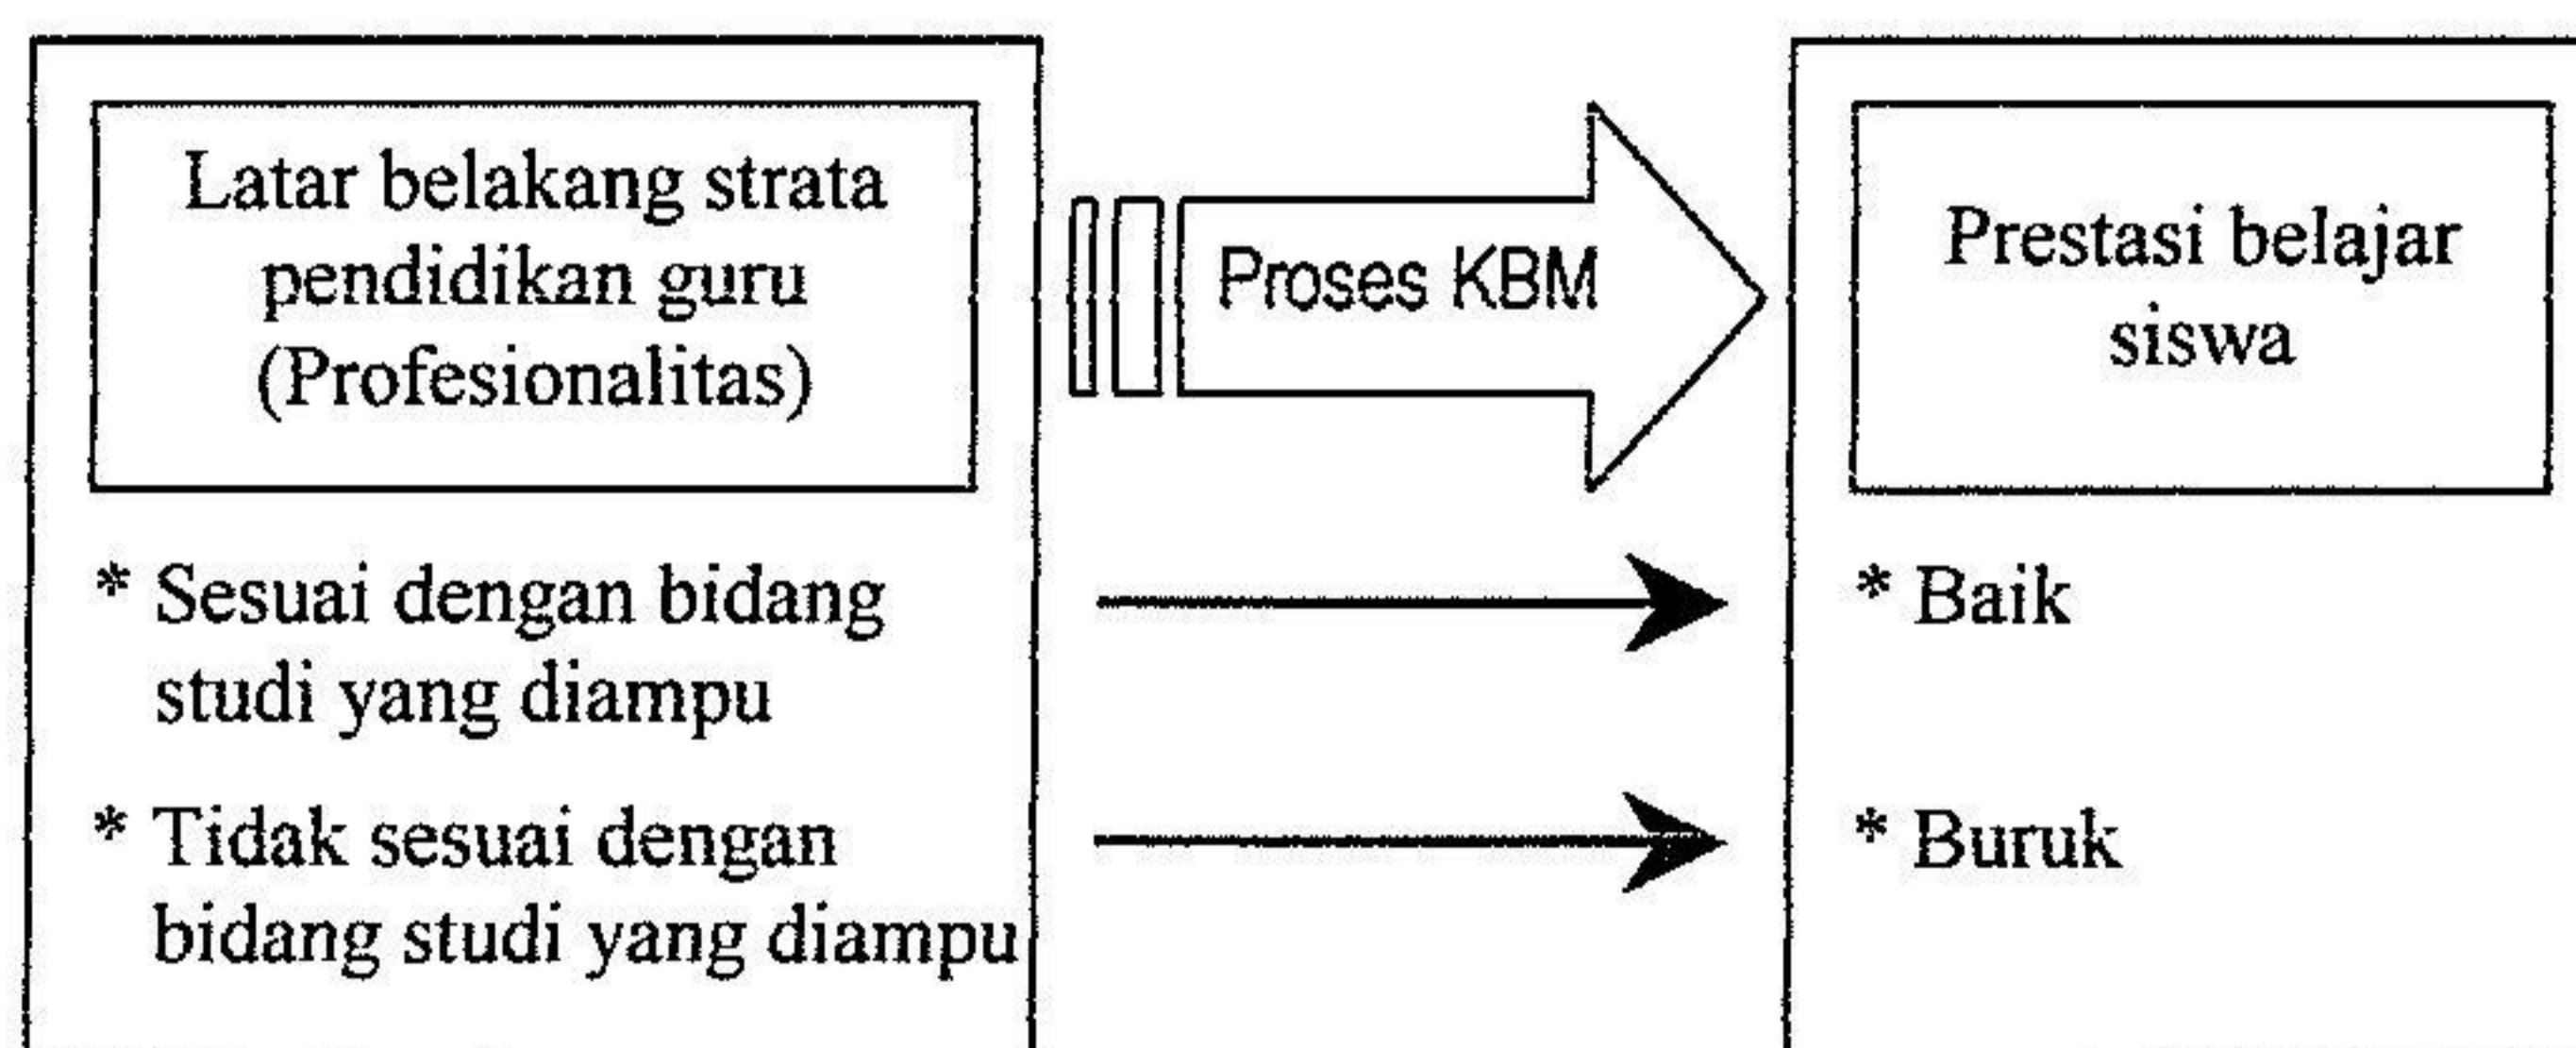 Latar belakang strata
pendidikan guru
(Profesionalitas)
Proses KBM
Prestasi belajar
siswa
* Sesuai dengan bidang
studi yang diampu
* Baik
* Tidak sesuai dengan
bidang studi yang diampu
* Buruk